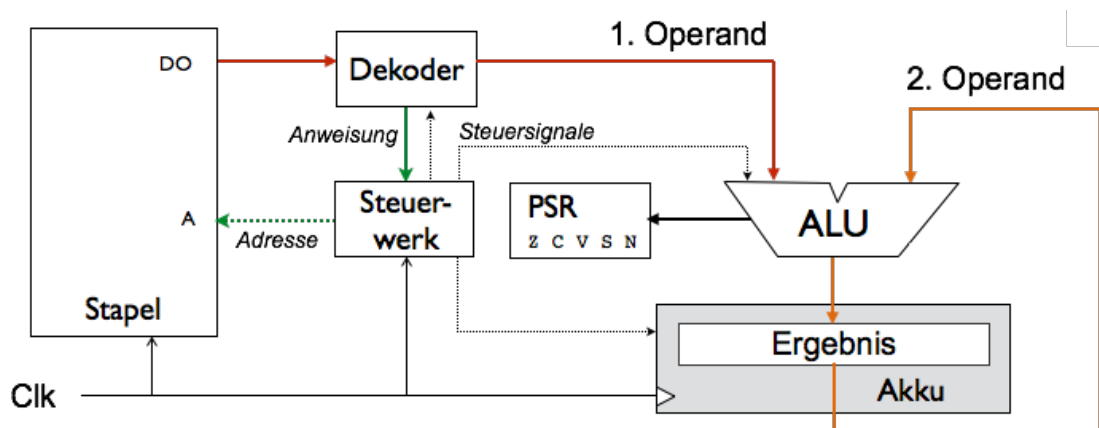 1. Operand
DO
Dekoder
2. Operand
Anweisung
Steuersignale
Steuer-
werk
PSR
Z C V S N
ALU
A
Adresse
Stapel
Ergebnis
Akku
Clk